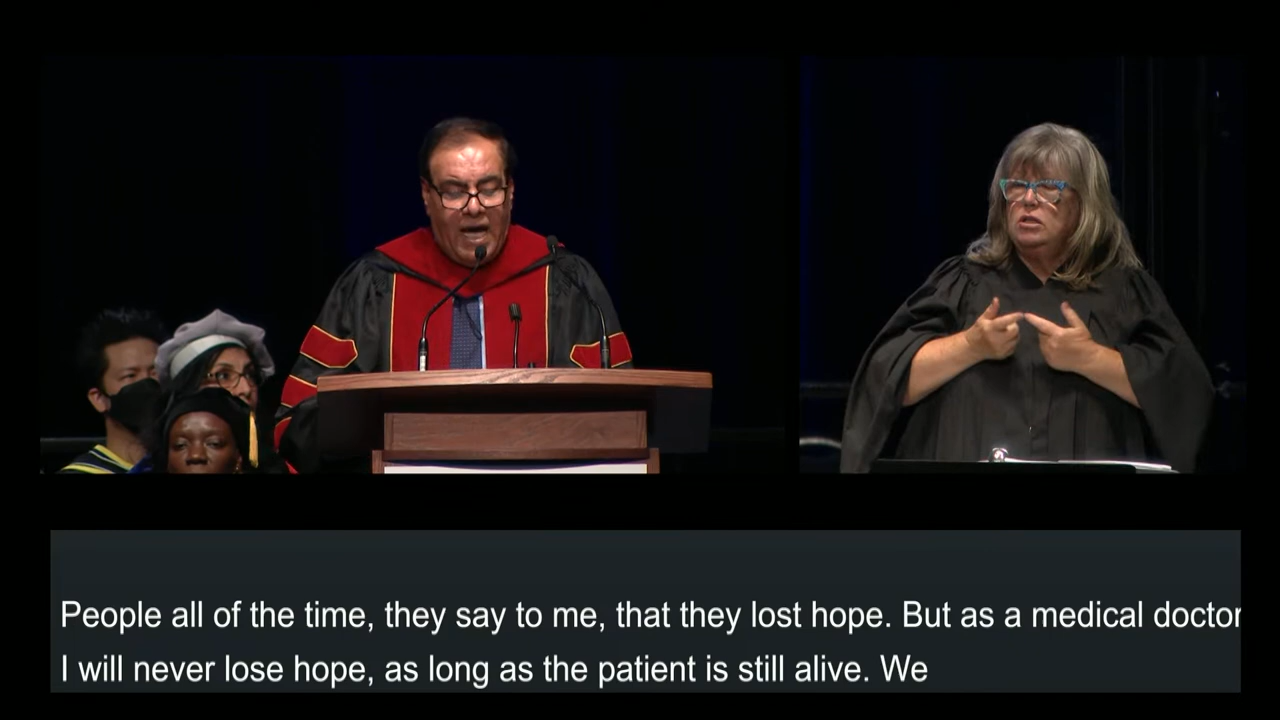 People all of the time, they say to me, that they lost hope. But as a medical doctor
I will never lose hope, as long as the patient is still alive. We